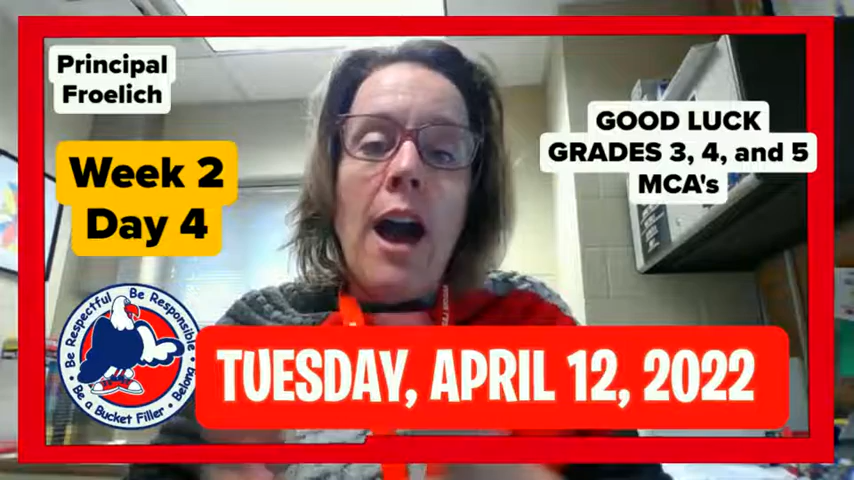 Principal
Froelich
GOOD LUCK
GRADES 3, 4, and 5
MCA's
Week 2
Day 4
Be Respectful Be Responsible
• Be a Bucket Filler • Belong •
TUESDAY, APRIL 12, 2022